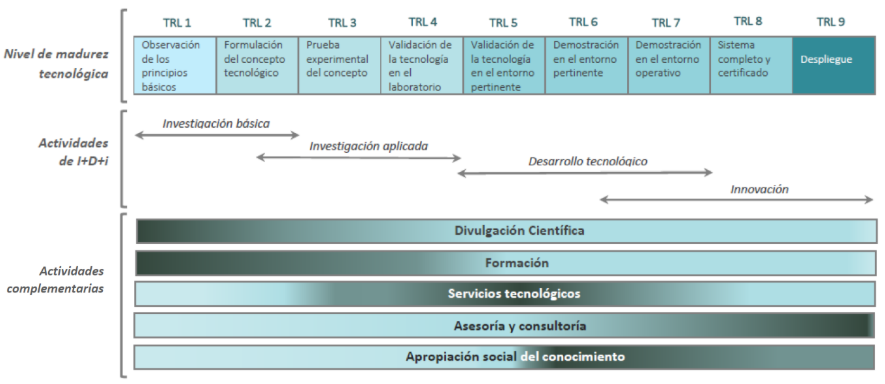 TRL 1
TRL 2
TRL 3
TRL 4
TRL 5
TRL 6
TRL 7
TRL 8
TRL 9
Nivel de madurez
tecnológica
Observación
de los
principios
básicos
Formulación
del concepto
tecnológico
Prueba
experimental
del concepto
Validación de
la tecnología
en el
laboratorio
Validación de
la tecnología
en el entorno
pertinente
Demostración
en el entorno
pertinente
Demostración
en el entorno
operativo
Sistema
completo y
certificado
Despliegue
Actividades
de I+D+i
Investigación básica
Investigación aplicada
Desarrollo tecnológico
Innovación
Actividades
complementarias
Divulgación Científica
Formación
Servicios tecnológicos
Asesoría y consultoría
Apropiación social del conocimiento